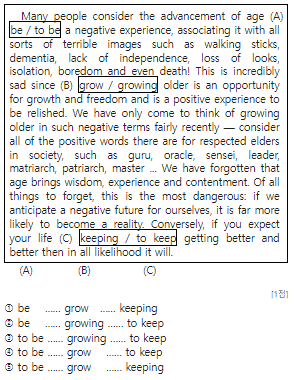 Many people consider the advancement of age (A)
be / to be a negative experience, associating it with all
sorts of terrible images such as walking sticks,
dementia, lack of independence, loss of looks,
isolation, boredom and even death! This is incredibly
sad since (B) grow / growing older is an opportunity
for growth and freedom and is a positive experience to
be relished. We have only come to think of growing
older in such negative terms fairly recently — consider
all of the positive words there are for respected elders
in society, such as guru, oracle, sensei, leader,
matriarch, patriarch, master ... We have forgotten that
age brings wisdom, experience and contentment. Of all
things to forget, this is the most dangerous: if we
anticipate a negative future for ourselves, it is far more
likely to become a reality. Conversely, if you expect
your life (C) keeping / to keep getting better and
better then in all likelihood it will.
(A) (B) (C)
[1점]
① be ...... grow ...... keeping
② be ...... growing ...... to keep
③ to be ...... growing ...... to keep
④ to be ...... grow ...... to keep
⑤ to be ...... grow ...... keeping